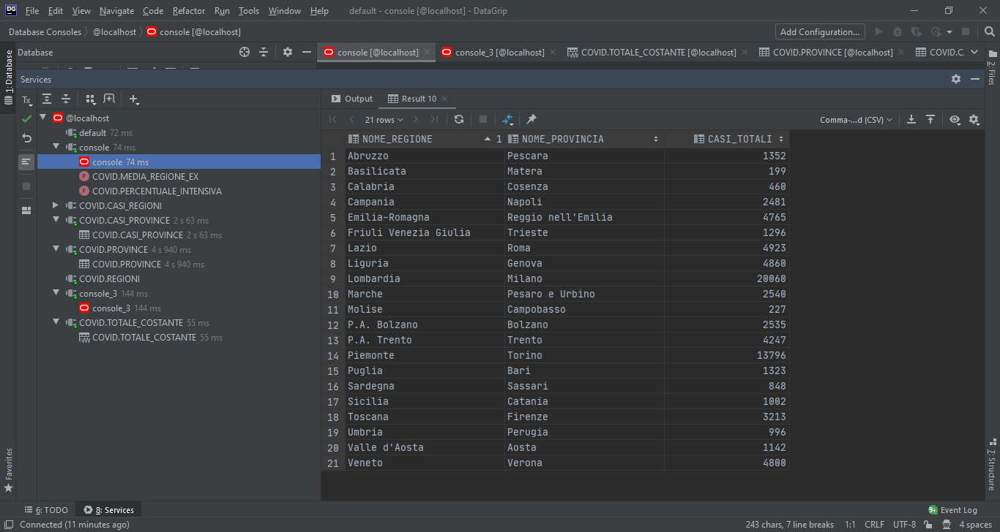 DG File Edit View Navigate Code Refactor Run Tools Window Help default - console [@localhost] - DataGrip
Database Consoles @localhost console [@localhost] Add Configuration...
1: Database
Database
console [@localhost] console_3 [@localhost] COVID.TOTALE_COSTANTE [@localhost] COVID.PROVINCE [@localhost] COVID.C.
2: Files
Services
Tx
@localhost
default 72 ms
console 74 ms
console 74 ms
P COVID.MEDIA_REGIONE_EX
P COVID.PERCENTUALE_INTENSIVA
COVID.CASI_REGIONI
COVID.CASI_PROVINCE 2 s 63 ms
COVID.CASI_PROVINCE 2 s 63 ms
COVID.PROVINCE 4 s 940 ms
COVID.PROVINCE 4 s 940 ms
COVID.REGIONI
console_3 144 ms
console_3 144 ms
COVID.TOTALE_COSTANTE 55 ms
COVID.TOTALE_COSTANTE 55 ms
Output Result 10
21 rows Comma-...d (CSV)
NOME_REGIONE 1 NOME_PROVINCIA CASI_TOTALI
1 Abruzzo Pescara 1352
2 Basilicata Matera 199
3 Calabria Cosenza 460
4 Campania Napoli 2481
5 Emilia-Romagna Reggio nell'Emilia 4765
6 Friuli Venezia Giulia Trieste 1296
7 Lazio Roma 4923
8 Liguria Genova 4860
9 Lombardia Milano 20060
10 Marche Pesaro e Urbino 2540
11 Molise Campobasso 227
12 P.A. Bolzano Bolzano 2535
13 P.A. Trento Trento 4247
14 Piemonte Torino 13796
15 Puglia Bari 1323
16 Sardegna Sassari 848
17 Sicilia Catania 1002
18 Toscana Firenze 3213
19 Umbria Perugia 996
20 Valle d'Aosta Aosta 1142
21 Veneto Verona 4800
Favorites
7: Structure
6: TODO 8: Services 9+ Event Log
Connected (11 minutes ago) 243 chars, 7 line breaks 1:1 CRLF UTF-8 4 spaces